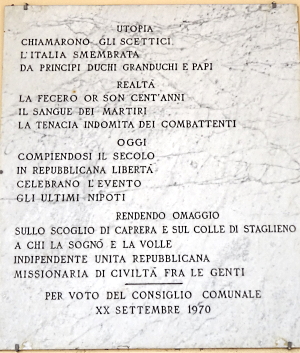 UTOPIA
CHIAMARONO GLI SCETTICI
L'ITALIA SMEMBRATA
DA PRINCIPI DUCHI GRANDUCHI E PAPI
REALTÀ
LA FECERO OR SON CENT'ANNI
IL SANGUE DEI MARTIRI
LA TENACIA INDOMITA DEI COMBATTENTI
OGGI
COMPIENDOSI IL SECOLO
IN REPUBBLICANA LIBERTÀ
CELEBRANO L'EVENTO
GLI ULTIMI NIPOTI
RENDENDO OMAGGIO
SULLO SCOGLIO DI CAPRERA E SUL COLLE DI STAGLIENO
A CHI LA SOGNÒ E LA VOLLE
INDIPENDENTE UNITA REPUBBLICANA
MISSIONARIA DI CIVILTÀ FRA LE GENTI
PER VOTO DEL CONSIGLIO COMUNALE
XX SETTEMBRE 1970